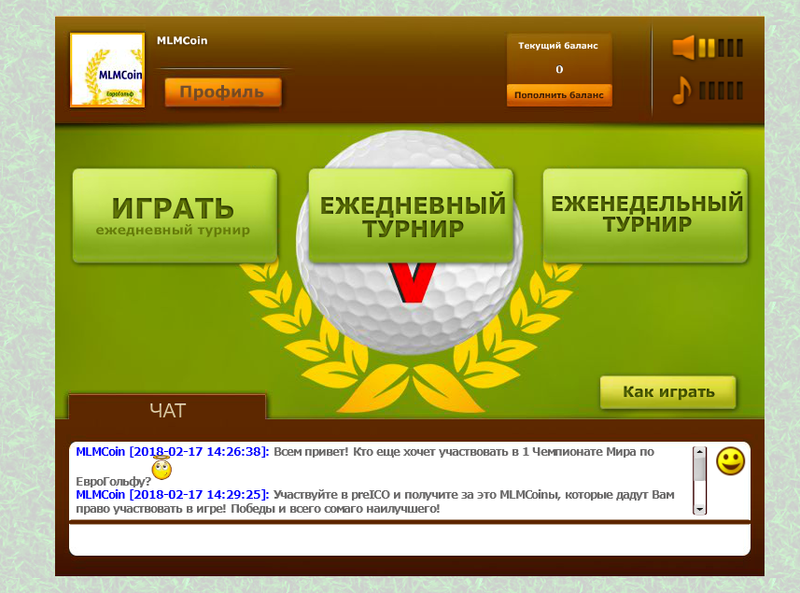 MLMCoin
MLMCoin
ЕвроГольф
Профиль
Текущий баланс
0
Пополнить баланс
ИГРАТЬ
ежедневный турнир
ЕЖЕДНЕВНЫЙ
ТУРНИР
ЕЖЕНЕДЕЛЬНЫЙ
ТУРНИР
V
Как играть
ЧАТ
MLMCoin [2018-02-17 14:26:38]: Всем привет! Кто еще хочет участвовать в 1 Чемпионате Мира по
ЕвроГольфу?
MLMCoin [2018-02-17 14:29:25]: Участвуйте в preICO и получите за это MLMCoinы, которые дадут Вам
право участвовать в игре! Победы и всего сомаго наилучшего!